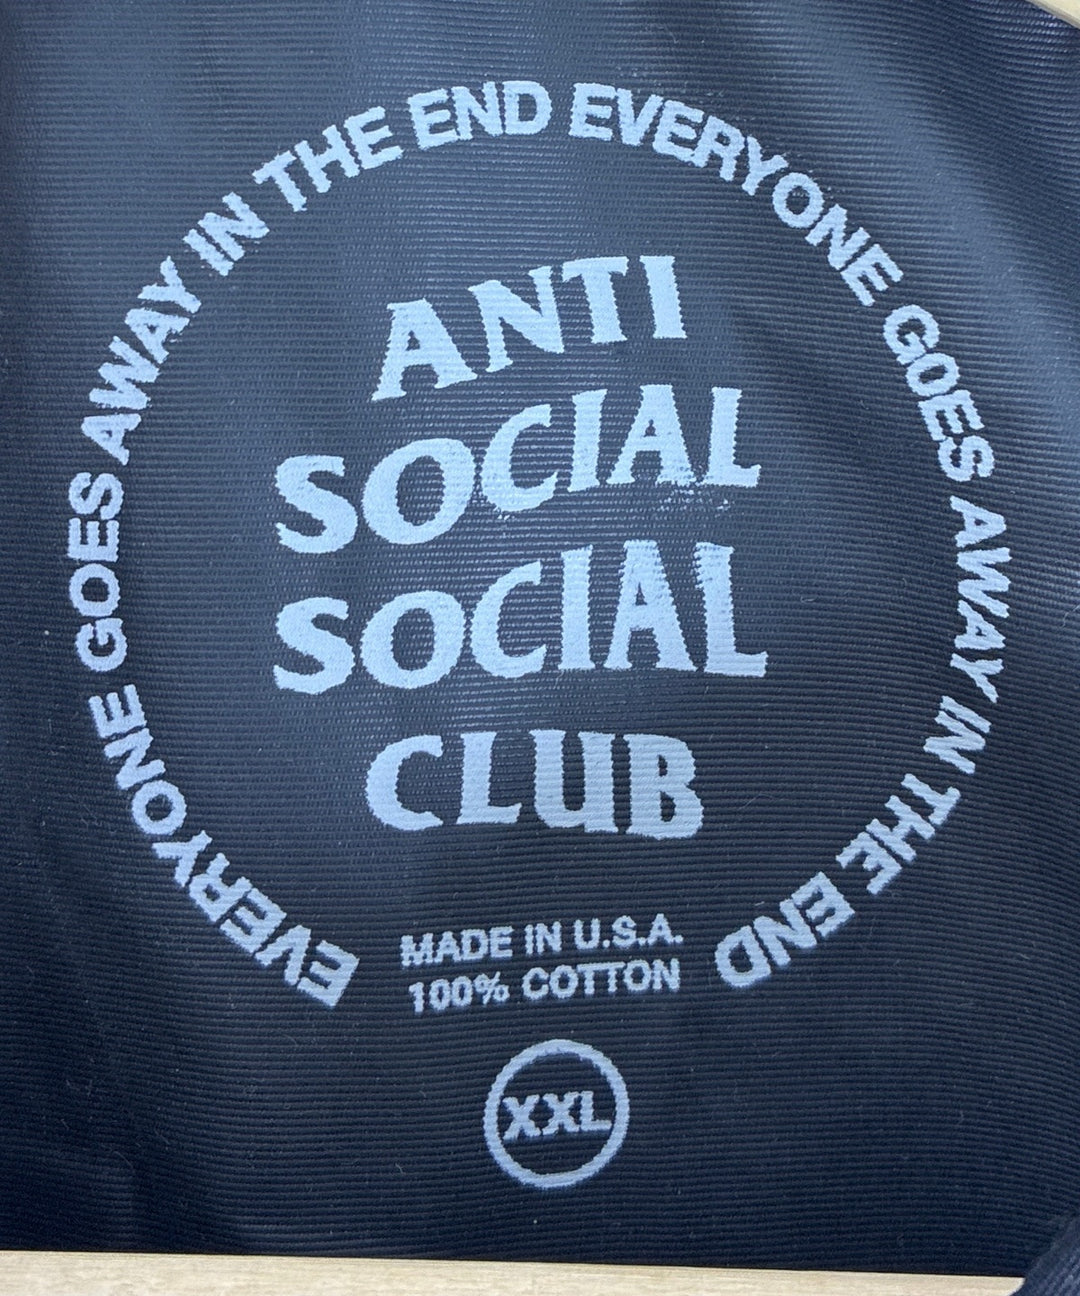 EVERYONE GOES AWAY IN THE END EVERYONE GOES AWAY IN THE END
ANTI
SOCIAL
SOCIAL
CLUB
MADE IN U.S.A.
100% COTTON
XXL